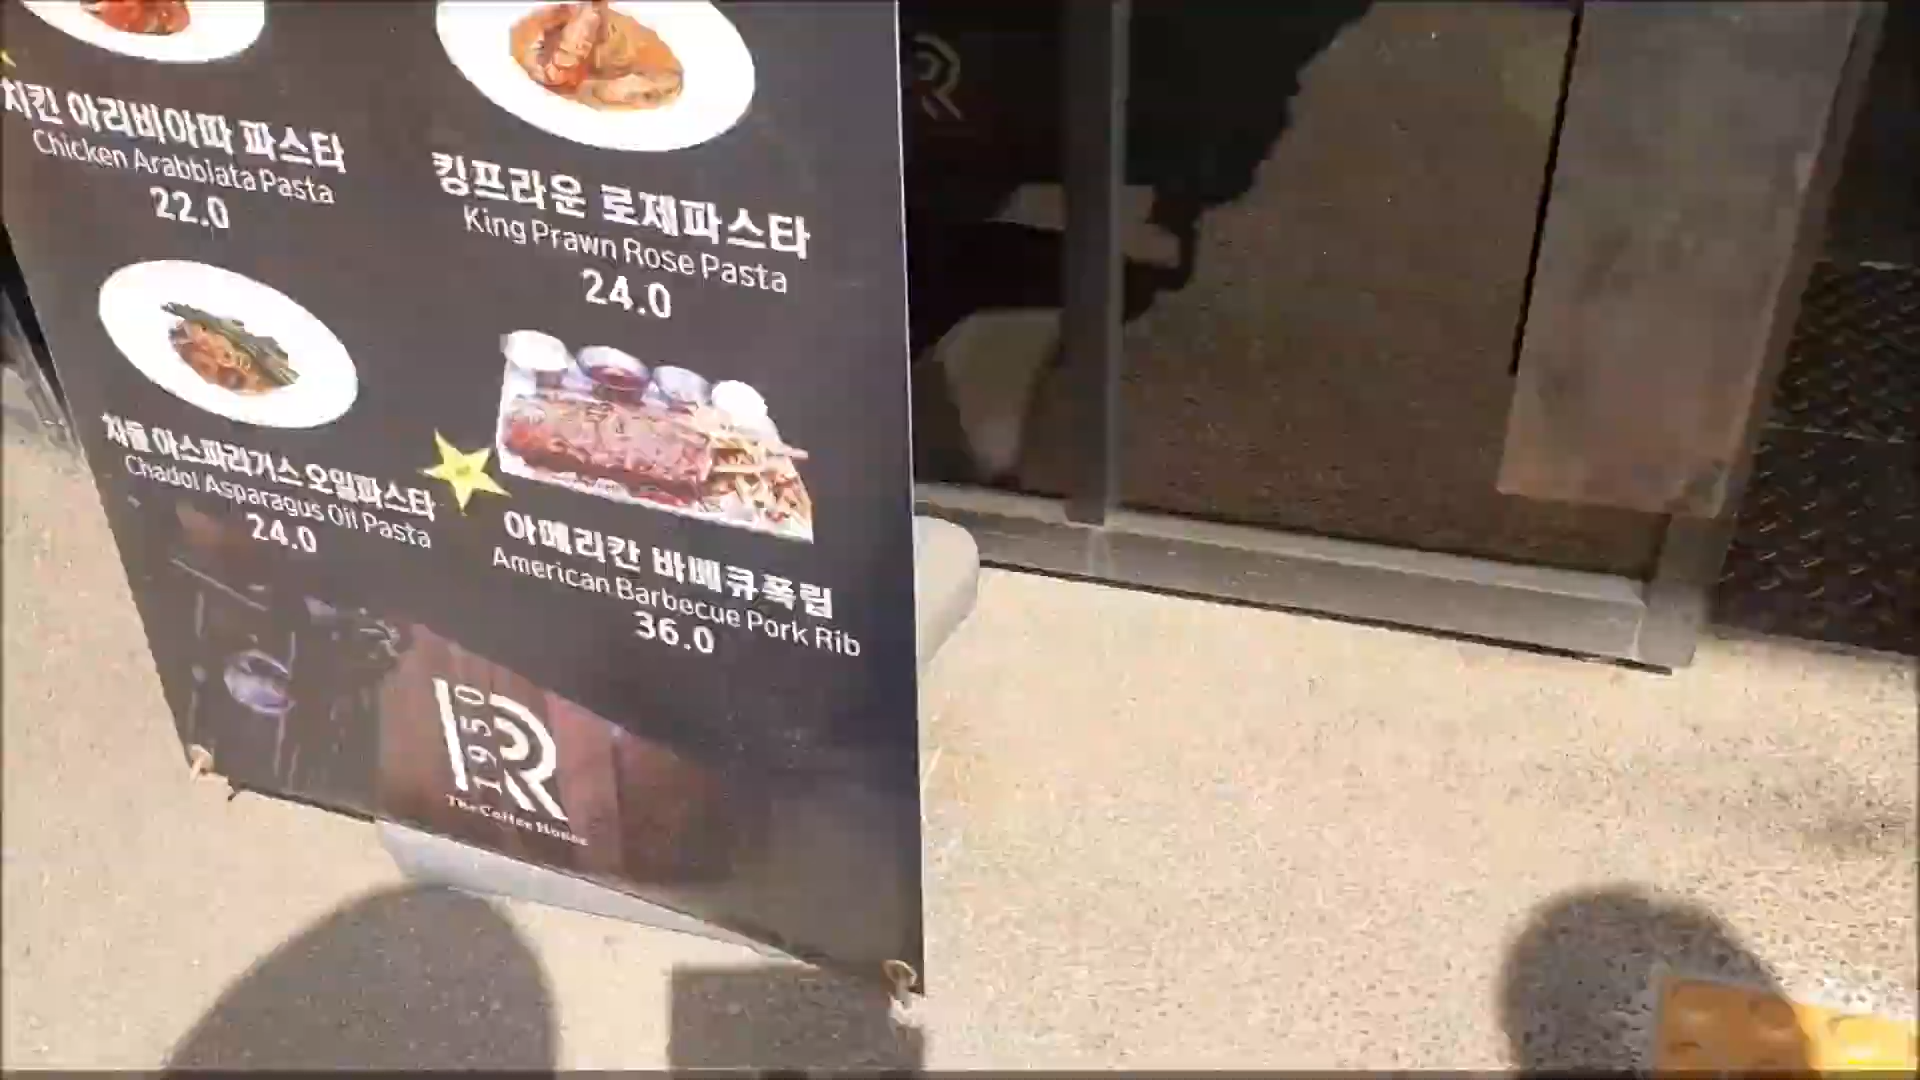 치킨 아라비아따 파스타
Chicken Arabbiata Pasta
22.0
킹프라운 로제파스타
King Prawn Rose Pasta
24.0
차돌 아스파라거스 오일파스타
Chadol Asparagus Oil Pasta
24.0
아메리칸 바베큐폭립
American Barbecue Pork Rib
36.0
1950
R
The Coffee House
R